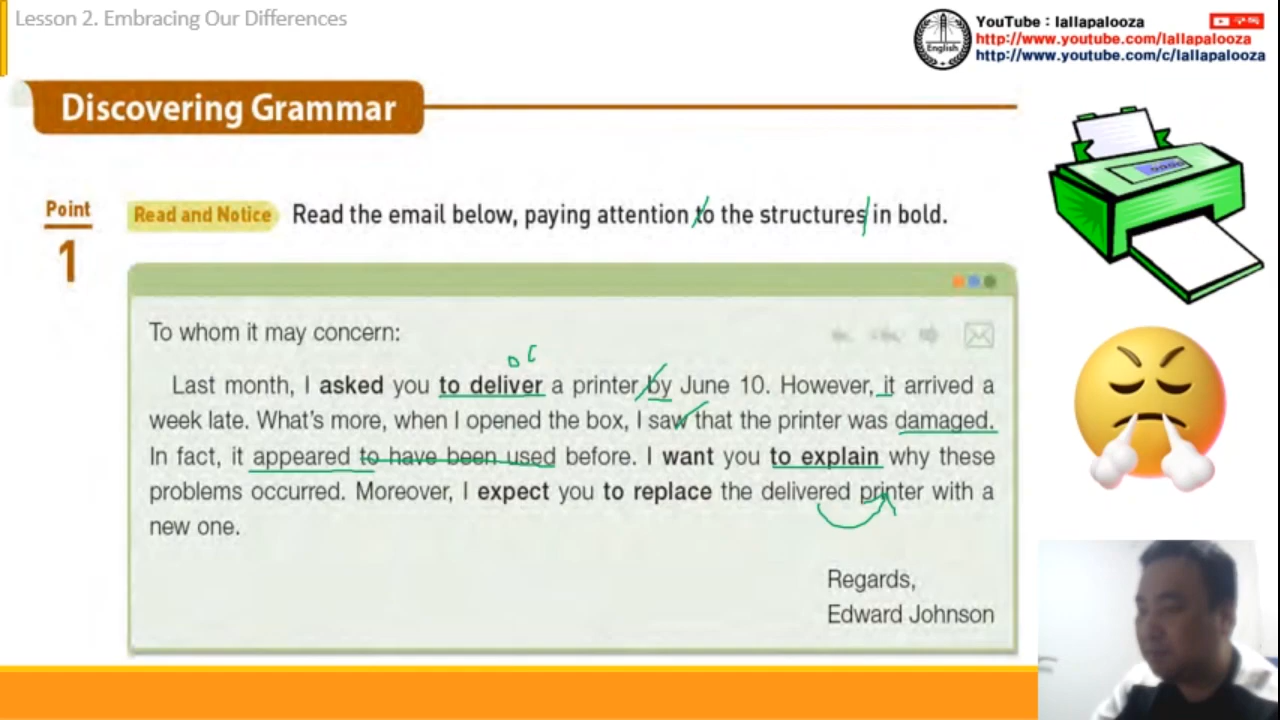 Lesson 2. Embracing Our Differences
YouTube : lallapalooza
http://www.youtube.com/lallapalooza
http://www.youtube.com/c/lallapalooza
English
Discovering Grammar
Point
1
Read and Notice Read the email below, paying attention to the structures in bold.
To whom it may concern:
o c
Last month, I asked you to deliver a printer by June 10. However, it arrived a
week late. What's more, when I opened the box, I saw that the printer was damaged.
In fact, it appeared to have been used before. I want you to explain why these
problems occurred. Moreover, I expect you to replace the delivered printer with a
new one.
Regards,
Edward Johnson